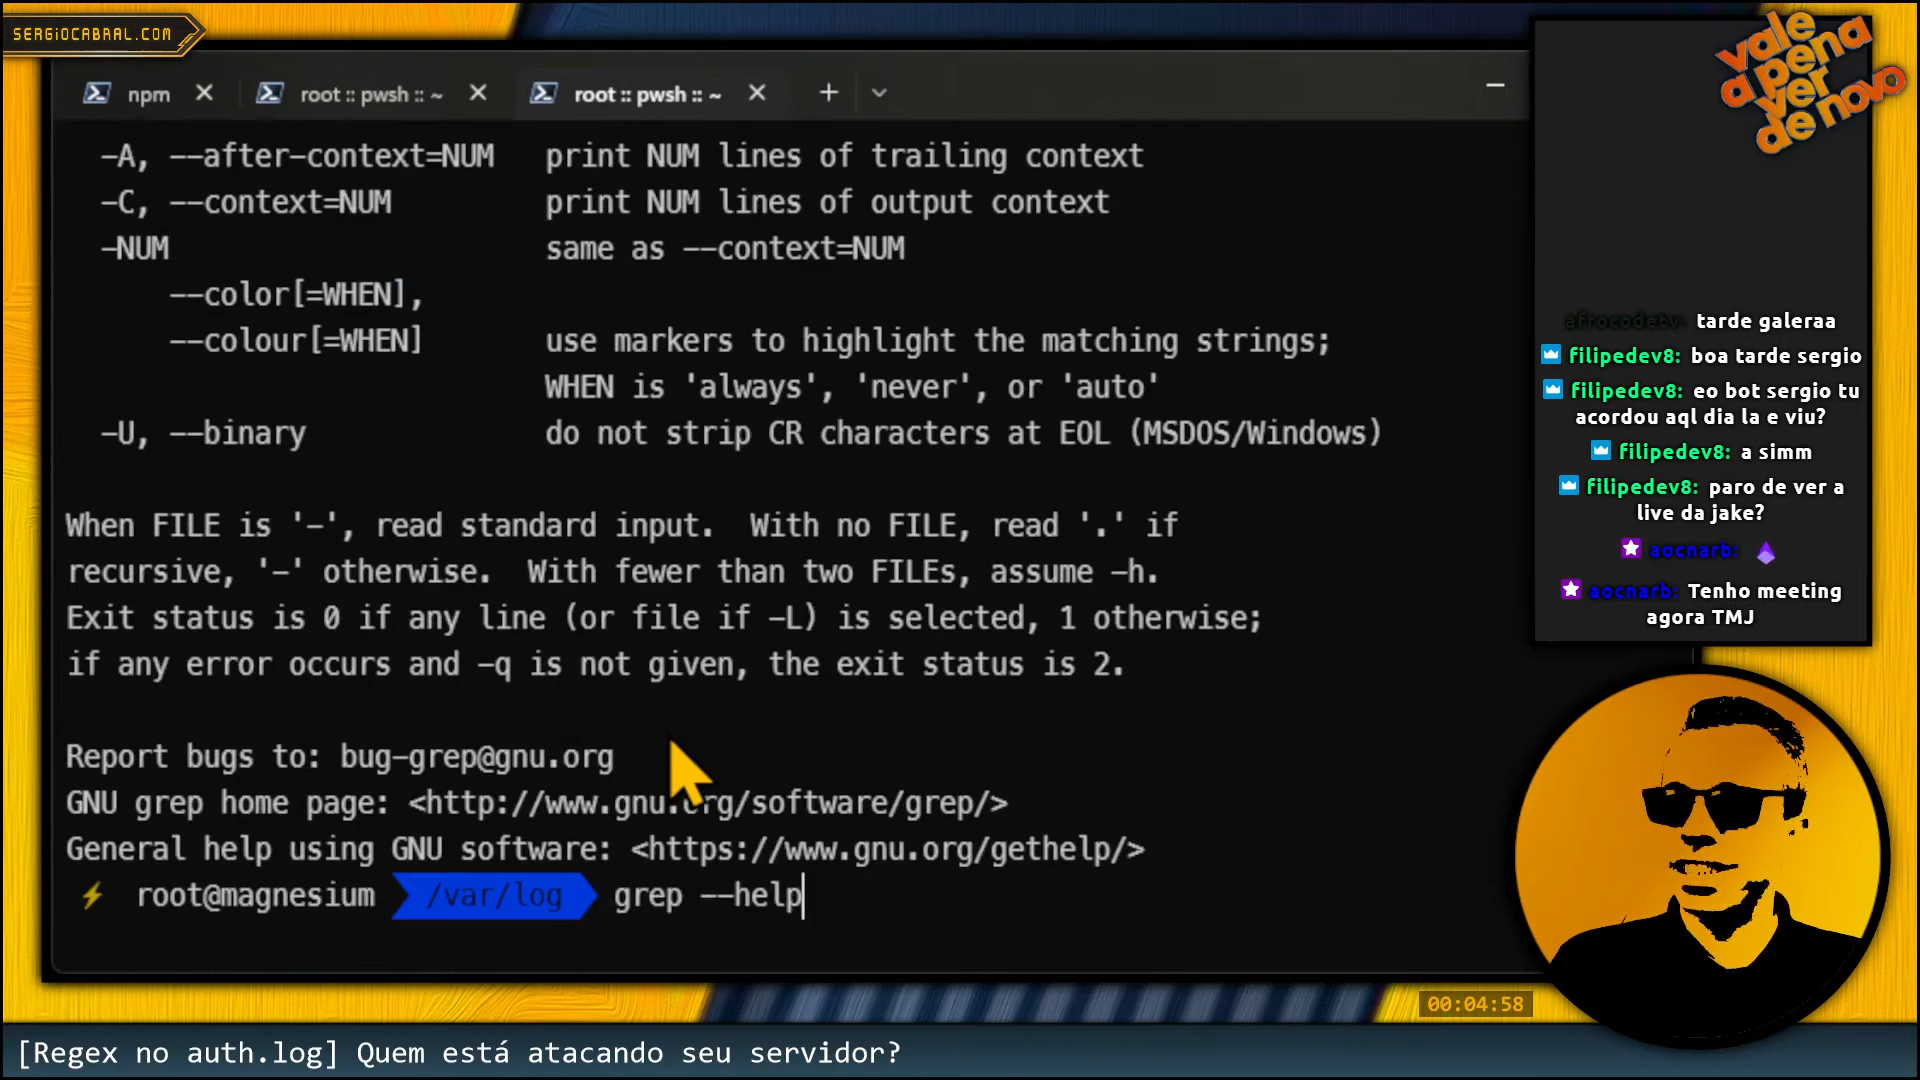 SERGIOCABRAL.COM
npm
root :: pwsh :: ~
root :: pwsh :: ~
-A, --after-context=NUM   print NUM lines of trailing context
-C, --context=NUM         print NUM lines of output context
-NUM                      same as --context=NUM
--color[=WHEN],
--colour[=WHEN]       use markers to highlight the matching strings;
WHEN is 'always', 'never', or 'auto'
-U, --binary              do not strip CR characters at EOL (MSDOS/Windows)
When FILE is '-', read standard input.  With no FILE, read '.' if
recursive, '-' otherwise.  With fewer than two FILEs, assume -h.
Exit status is 0 if any line (or file if -L) is selected, 1 otherwise;
if any error occurs and -q is not given, the exit status is 2.
Report bugs to: bug-grep@gnu.org
GNU grep home page: <http://www.gnu.org/software/grep/>
General help using GNU software: <https://www.gnu.org/gethelp/>
root@magnesium /var/log grep --help
vale
a pena
ver
de novo
afrocodetv: tarde galeraa
filipedev8: boa tarde sergio
filipedev8: eo bot sergio tu
acordou aql dia la e viu?
filipedev8: a simm
filipedev8: paro de ver a
live da jake?
aocnarb:
aocnarb: Tenho meeting
agora TMJ
00:04:58
[Regex no auth.log] Quem está atacando seu servidor?